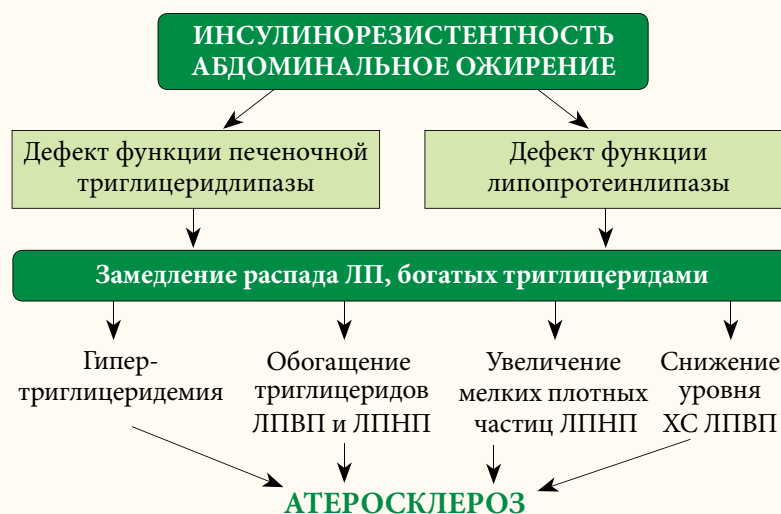 ИНСУЛИНОРЕЗИСТЕНТНОСТЬ
АБДОМИНАЛЬНОЕ ОЖИРЕНИЕ
Дефект функции печеночной
триглицеридлипазы
Дефект функции
липопротеинлипазы
Замедление распада ЛП, богатых триглицеридами
Гипер-
триглицеридемия
Обогащение
триглицеридов
ЛПВП и ЛПНП
Увеличение
мелких плотных
частиц ЛПНП
Снижение
уровня
ХС ЛПВП
АТЕРОСКЛЕРОЗ